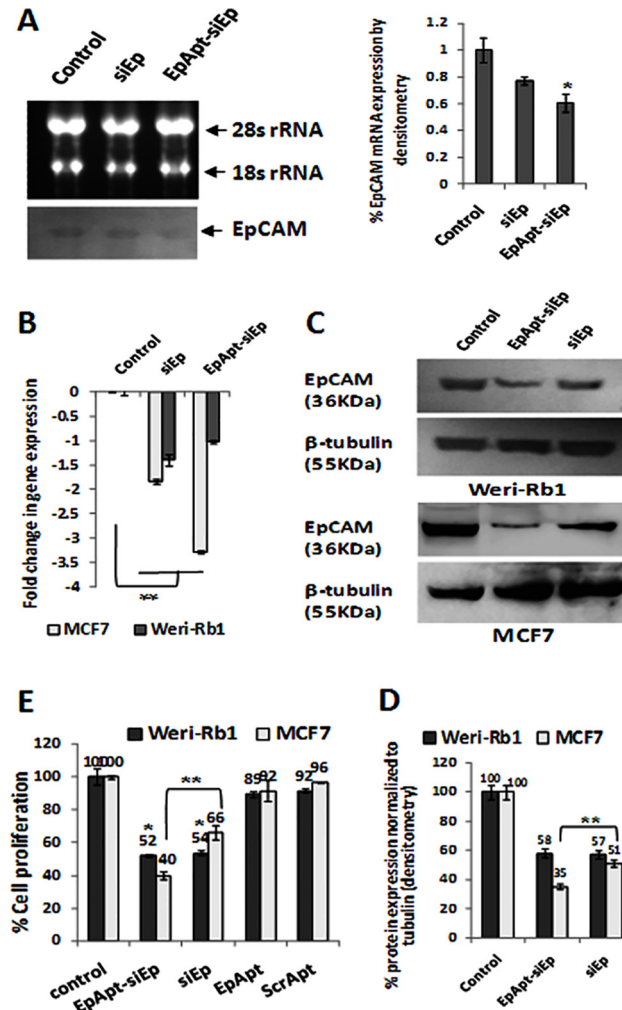 A
Control
siEp
EpApt-siEp
28s rRNA
18s rRNA
EpCAM
% EpCAM mRNA expression by
densitometry
1.2
1
0.8
0.6
0.4
0.2
0
*
Control
siEp
EpApt-siEp
B
Control
siEp
EpApt-siEp
Fold change in gene expression
0
-0.5
-1
-1.5
-2
-2.5
-3
-3.5
-4
**
MCF7
Weri-Rb1
C
Control
EpApt-siEp
siEp
EpCAM
(36KDa)
β-tubulin
(55KDa)
Weri-Rb1
EpCAM
(36KDa)
β-tubulin
(55KDa)
MCF7
E
Weri-Rb1
MCF7
% Cell proliferation
120
100
80
60
40
20
0
100
100
*
52
40
**
*
54
66
89
92
92
96
control
EpApt-siEp
siEp
EpApt
ScrApt
D
Weri-Rb1
MCF7
% protein expression normalized to
tubulin (densitometry)
120
100
80
60
40
20
0
100
100
58
35
**
57
51
Control
EpApt-siEp
siEp